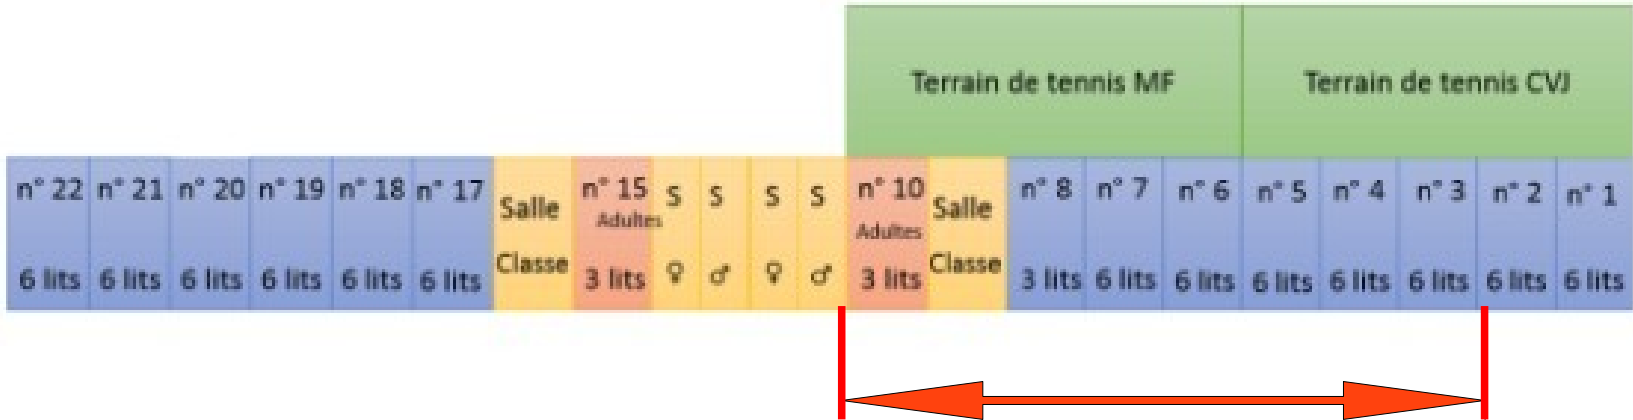 Terrain de tennis MF Terrain de tennis CVJ
n° 22 n° 21 n° 20 n° 19 n° 18 n° 17 Salle n° 15 S S S S n° 10 Salle n° 8 n° 7 n° 6 n° 5 n° 4 n° 3 n° 2 n° 1
Adultes Adultes
6 lits 6 lits 6 lits 6 lits 6 lits 6 lits Classe 3 lits ♀ ♂ ♀ ♂ 3 lits Classe 3 lits 6 lits 6 lits 6 lits 6 lits 6 lits 6 lits 6 lits